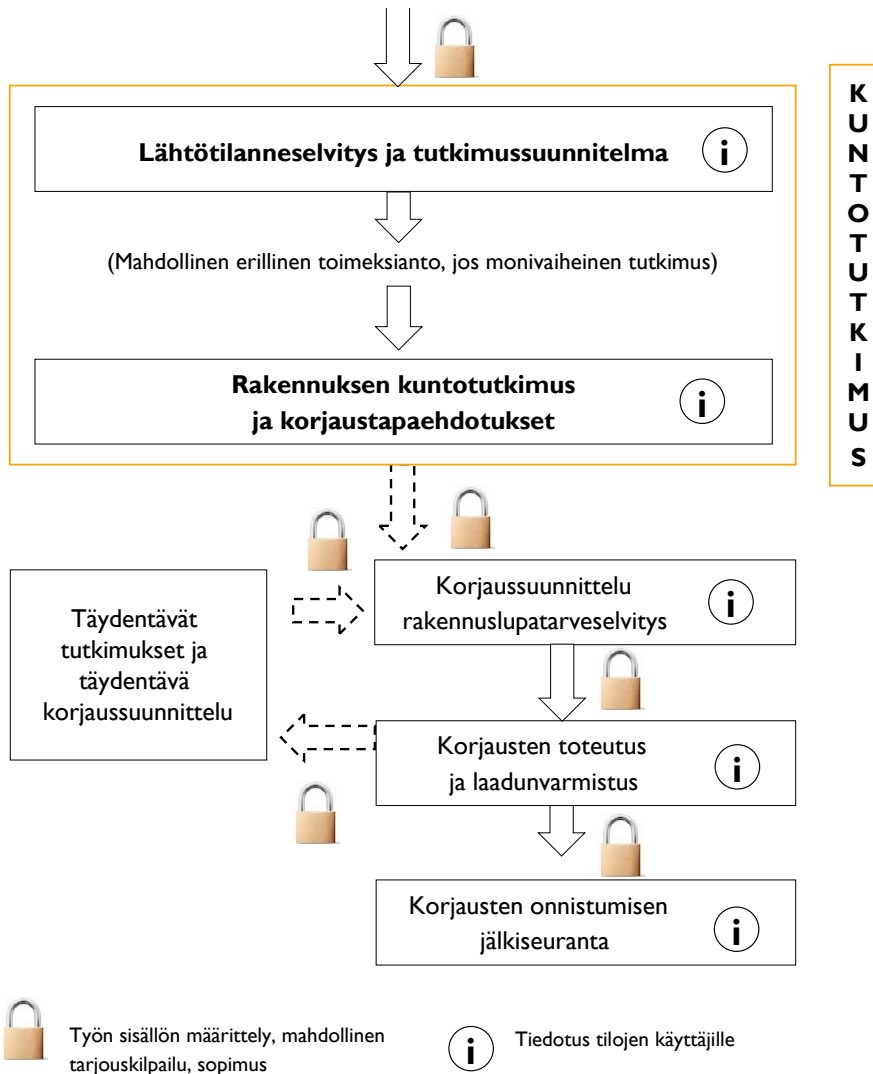 Lähtötilanneselvitys ja tutkimussuunnitelma
i
(Mahdollinen erillinen toimeksianto, jos monivaiheinen tutkimus)
Rakennuksen kuntotutkimus
ja korjaustapaehdotukset
i
K
U
N
T
O
T
U
T
K
I
M
U
S
Täydentävät
tutkimukset ja
täydentävä
korjaussuunnittelu
Korjaussuunnittelu
rakennuslupatarveselvitys
i
Korjausten toteutus
ja laadunvarmistus
i
Korjausten onnistumisen
jälkiseuranta
i
Työn sisällön määrittely, mahdollinen
tarjouskilpailu, sopimus
i
Tiedotus tilojen käyttäjille